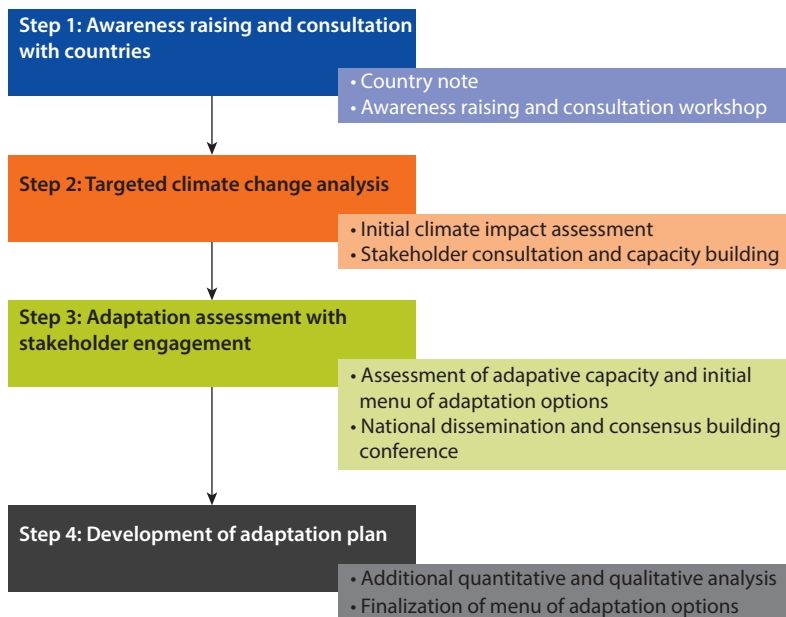 Step 1: Awareness raising and consultation
with countries
• Country note
• Awareness raising and consultation workshop
Step 2: Targeted climate change analysis
• Initial climate impact assessment
• Stakeholder consultation and capacity building
Step 3: Adaptation assessment with
stakeholder engagement
• Assessment of adapative capacity and initial
menu of adaptation options
• National dissemination and consensus building
conference
Step 4: Development of adaptation plan
• Additional quantitative and qualitative analysis
• Finalization of menu of adaptation options